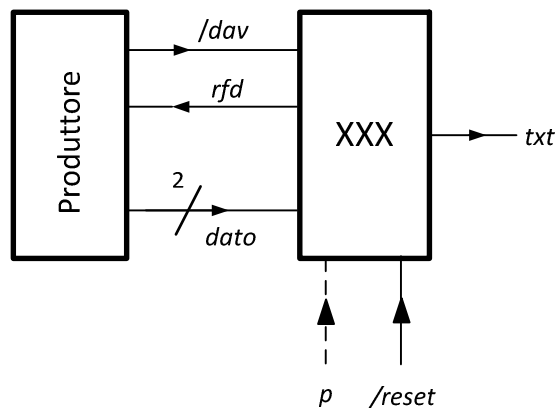 /dav
rfd
Produttore
XXX
txt
2
dato
p
/reset